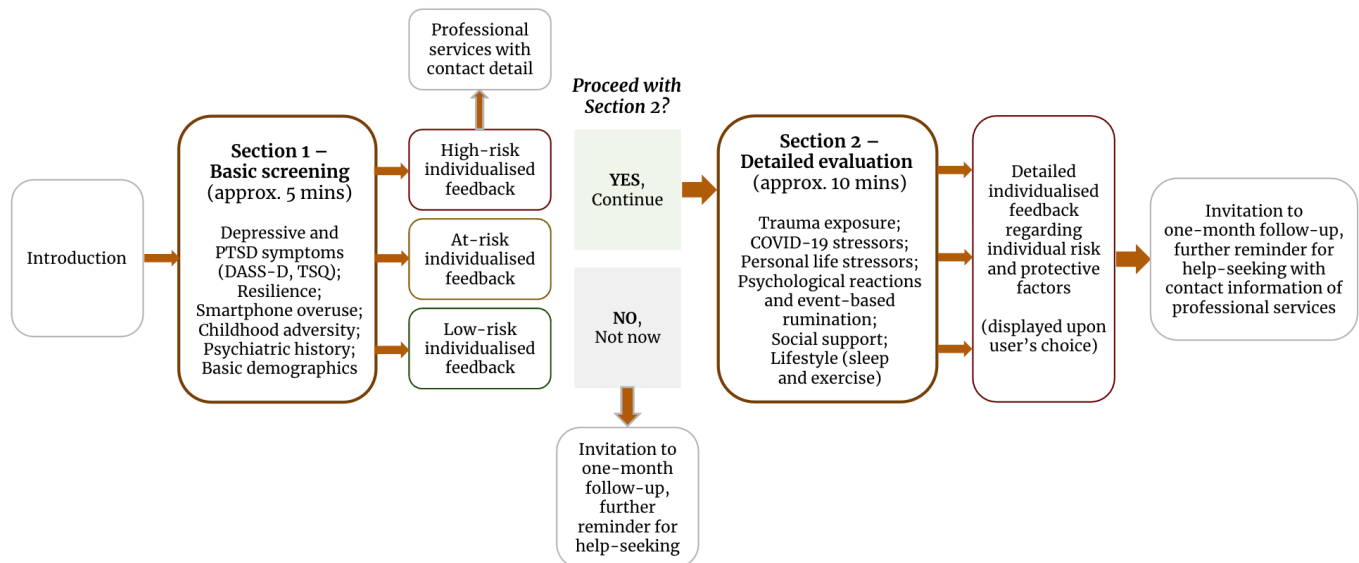 Introduction
Section 1 –
Basic screening
(approx. 5 mins)
Depressive and
PTSD symptoms
(DASS-D, TSQ);
Resilience;
Smartphone overuse;
Childhood adversity;
Psychiatric history;
Basic demographics
Professional
services with
contact detail
High-risk
individualised
feedback
At-risk
individualised
feedback
Low-risk
individualised
feedback
Proceed with
Section 2?
YES,
Continue
NO,
Not now
Invitation to
one-month
follow-up,
further
reminder for
help-seeking
Section 2 –
Detailed evaluation
(approx. 10 mins)
Trauma exposure;
COVID-19 stressors;
Personal life stressors;
Psychological reactions
and event-based
rumination;
Social support;
Lifestyle (sleep
and exercise)
Detailed
individualised
feedback
regarding
individual risk
and protective
factors
(displayed upon
user’s choice)
Invitation to
one-month follow-up,
further reminder for
help-seeking with
contact information of
professional services